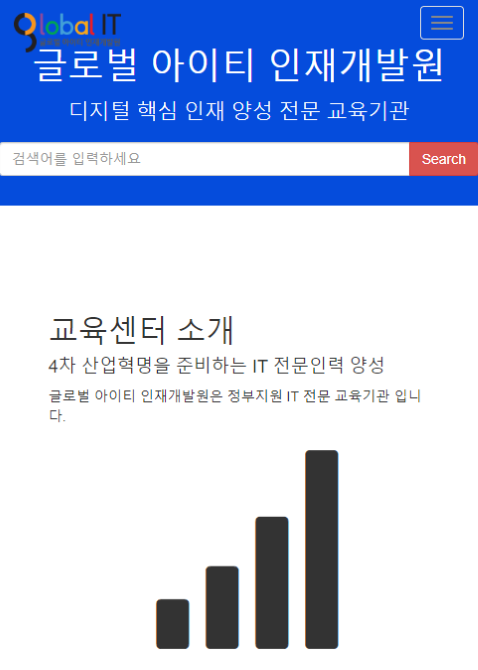 global IT
글로벌 아이티 인재개발원
디지털 핵심 인재 양성 전문 교육기관
검색어를 입력하세요
Search
교육센터 소개
4차 산업혁명을 준비하는 IT 전문인력 양성
글로벌 아이티 인재개발원은 정부지원 IT 전문 교육기관 입니
다.